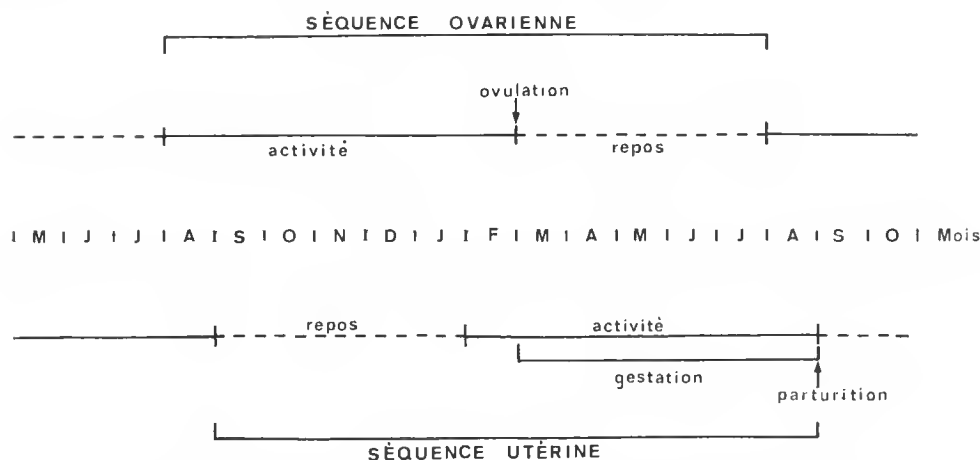 SÉQUENCE OVARIENNE
ovulation
activité
repos
M J J A S O N D J F M A M J J A S O Mois
repos
activité
gestation
parturition
SÉQUENCE UTÉRINE